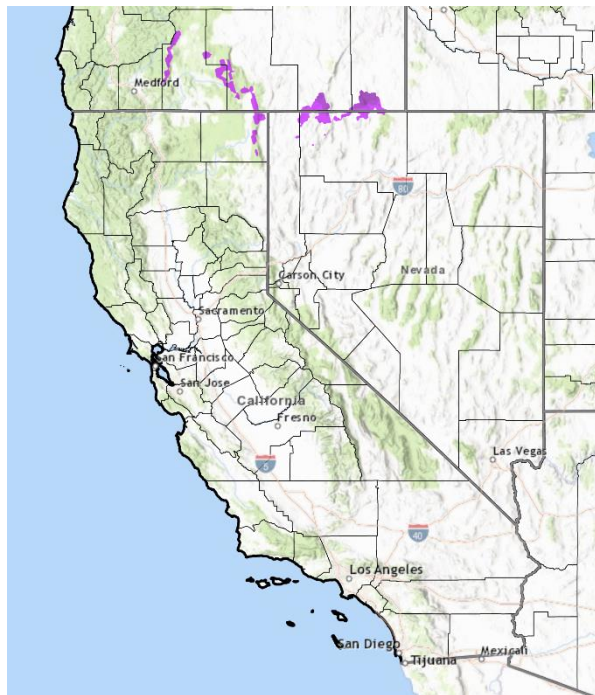 Medford
80
Carson City
Nevada
Sacramento
San Francisco
San Jose
California
Fresno
5
Las Vegas
40
Los Angeles
San Diego
Tijuana
Mexicali